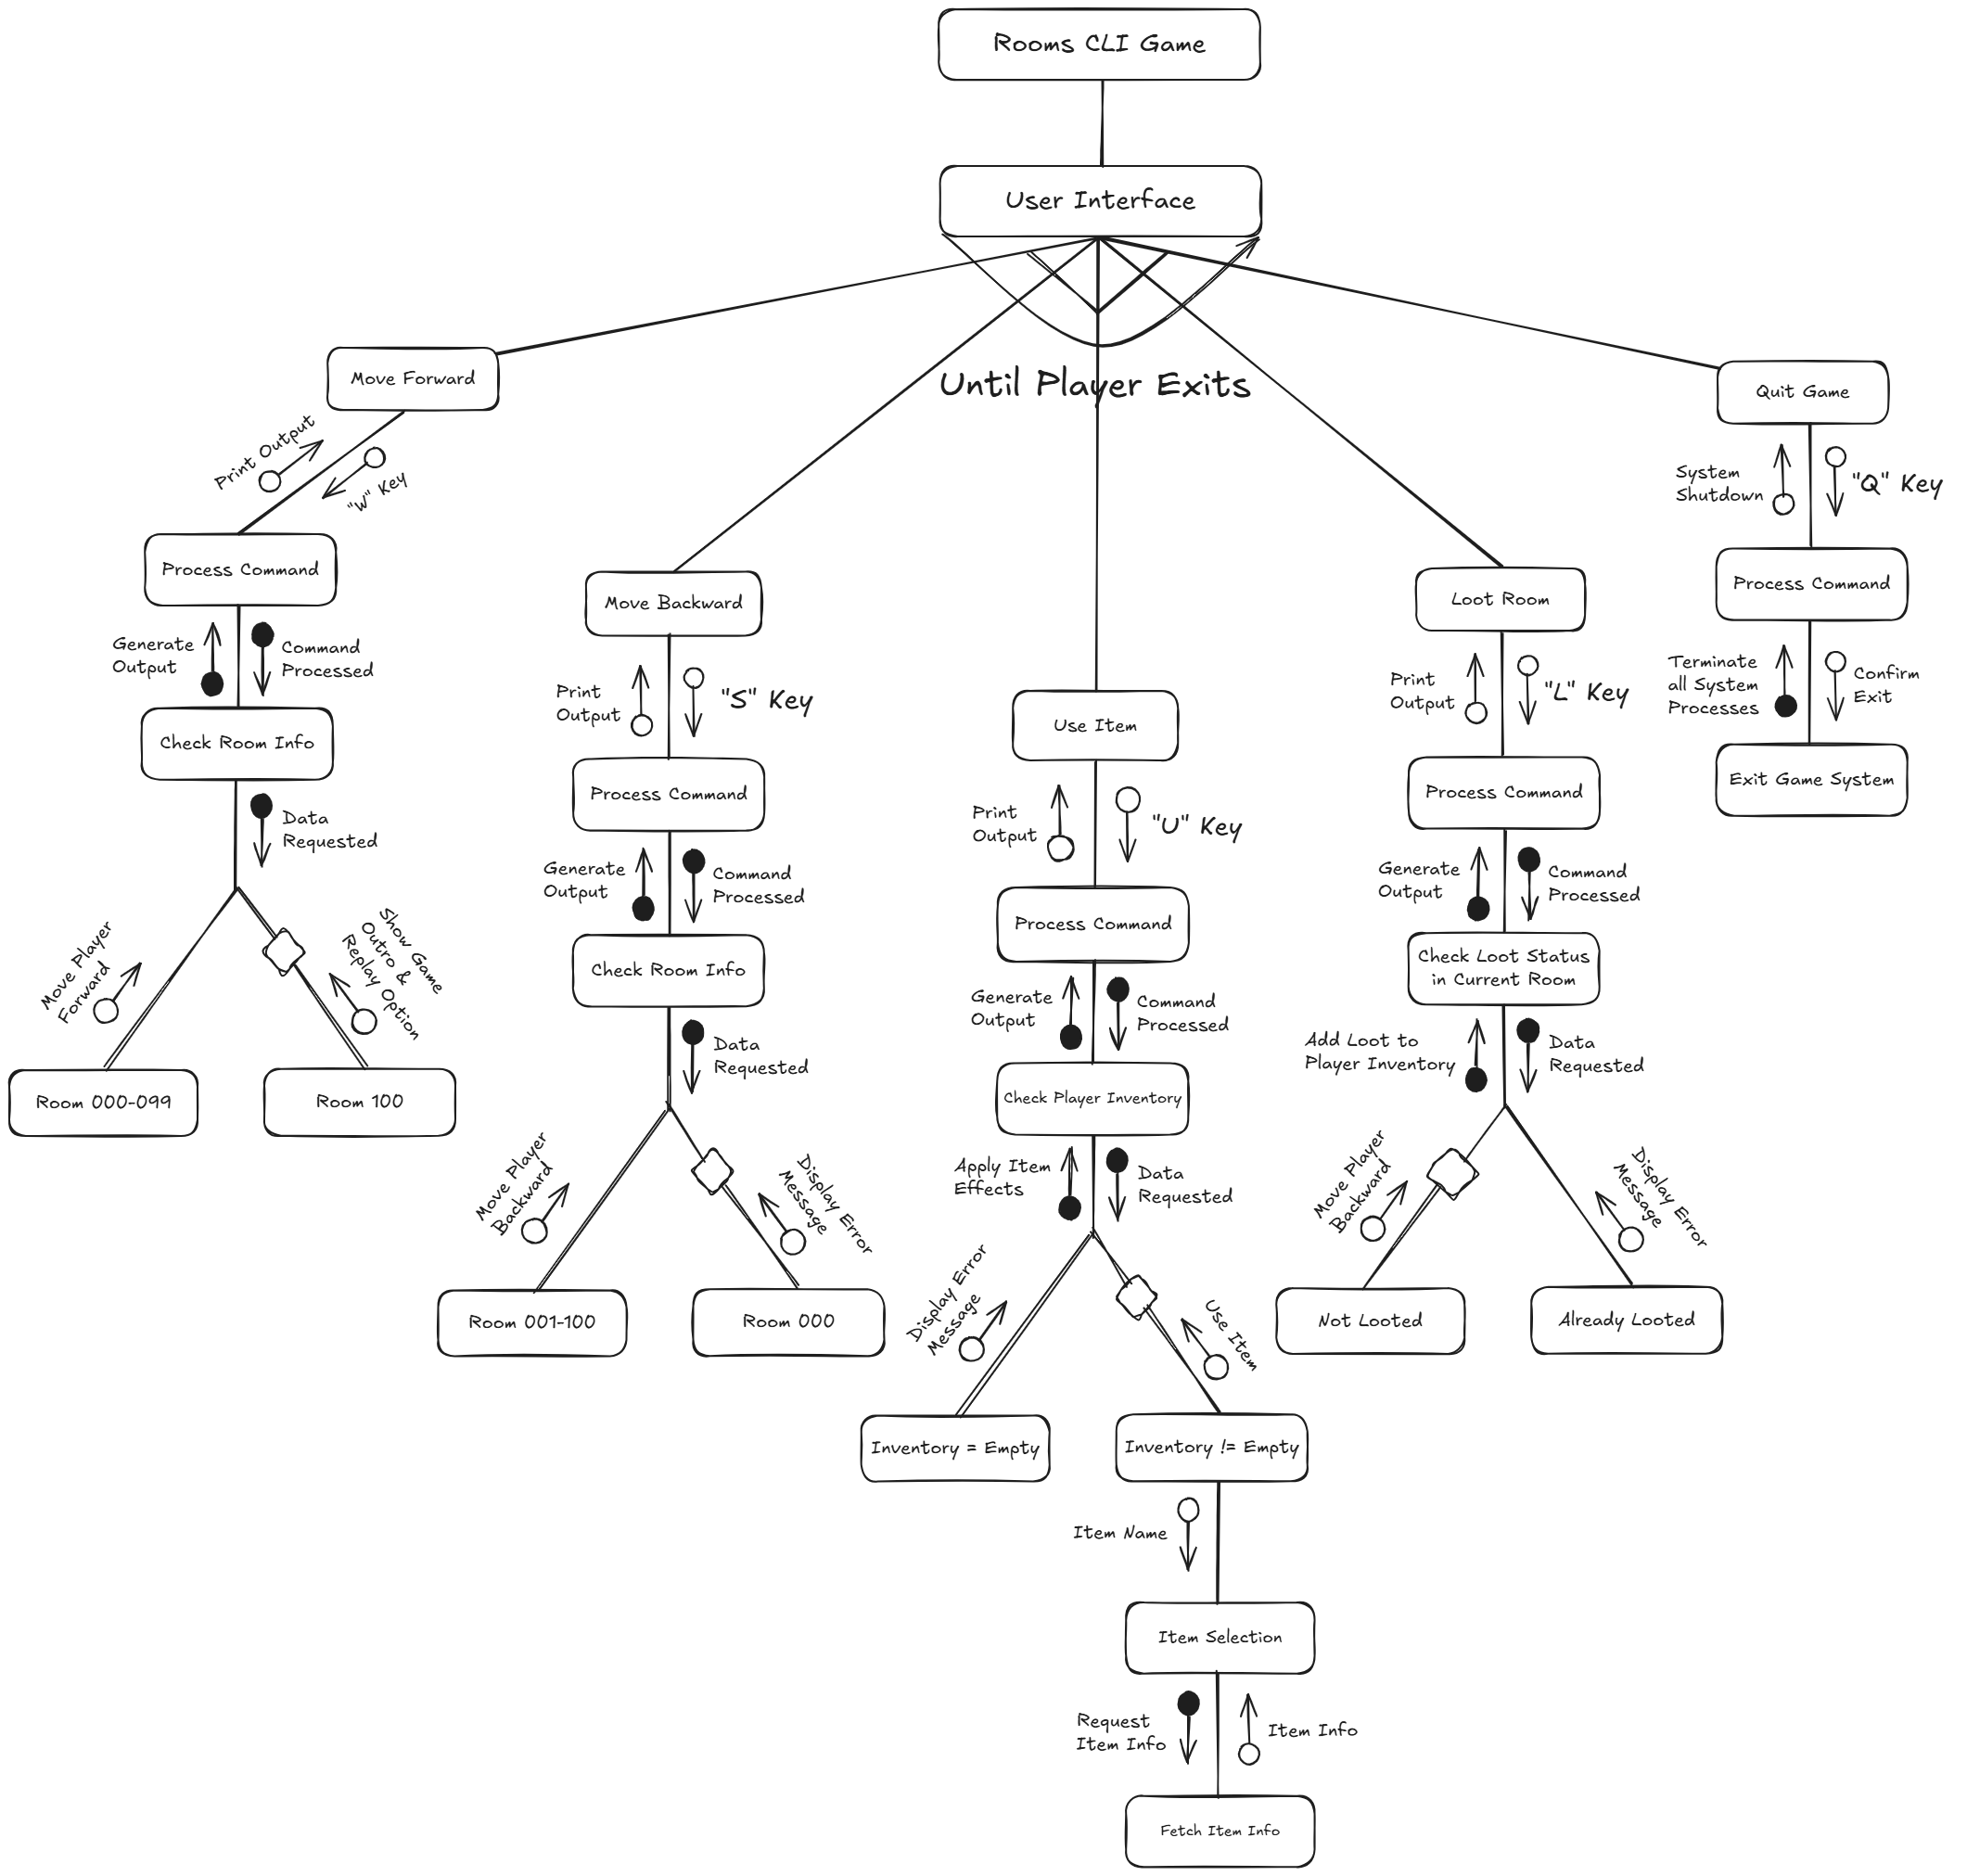 Rooms CLI Game
User Interface
Until Player Exits
Move Forward
Print Output
"W" Key
Process Command
Generate
Output
Command
Processed
Check Room Info
Data
Requested
Move Player
Forward
Show Game
Outro &
Replay Option
Room 000-099
Room 100
Move Backward
Print
Output
"S" Key
Process Command
Generate
Output
Command
Processed
Check Room Info
Data
Requested
Move Player
Backward
Display Error
Message
Room 001-100
Room 000
Use Item
Print
Output
"U" Key
Process Command
Generate
Output
Command
Processed
Check Player Inventory
Apply Item
Effects
Data
Requested
Display Error
Message
Use Item
Inventory = Empty
Inventory != Empty
Item Name
Item Selection
Request
Item Info
Item Info
Fetch Item Info
Loot Room
Print
Output
"L" Key
Process Command
Generate
Output
Command
Processed
Check Loot Status
in Current Room
Add Loot to
Player Inventory
Data
Requested
Move Player
Backward
Display Error
Message
Not Looted
Already Looted
Quit Game
System
Shutdown
"Q" Key
Process Command
Terminate
all System
Processes
Confirm
Exit
Exit Game System